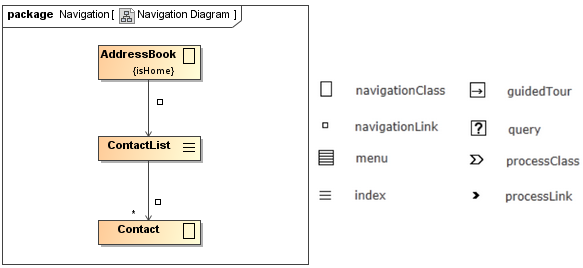 package Navigation[ Navigation Diagram ]
AddressBook
{isHome}
ContactList
*
Contact
navigationClass
guidedTour
navigationLink
? query
menu
processClass
index
processLink